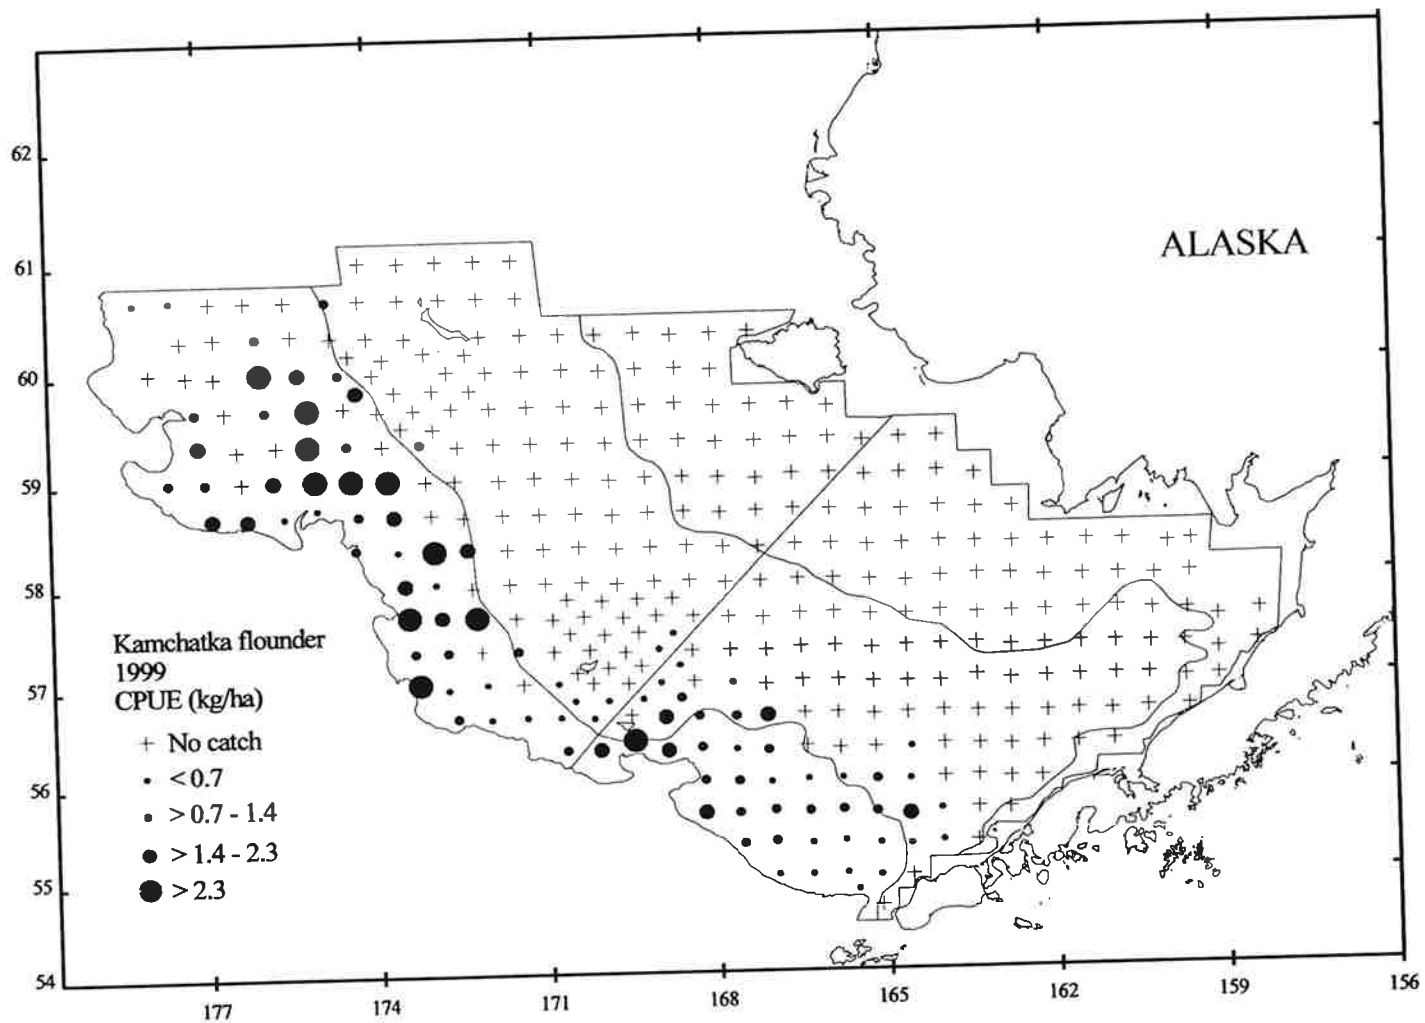 ALASKA
62
61
60
59
58
57
56
55
54
Kamchatka flounder
1999
CPUE (kg/ha)
+ No catch
< 0.7
> 0.7 - 1.4
> 1.4 - 2.3
> 2.3
177 174 171 168 165 162 159 156